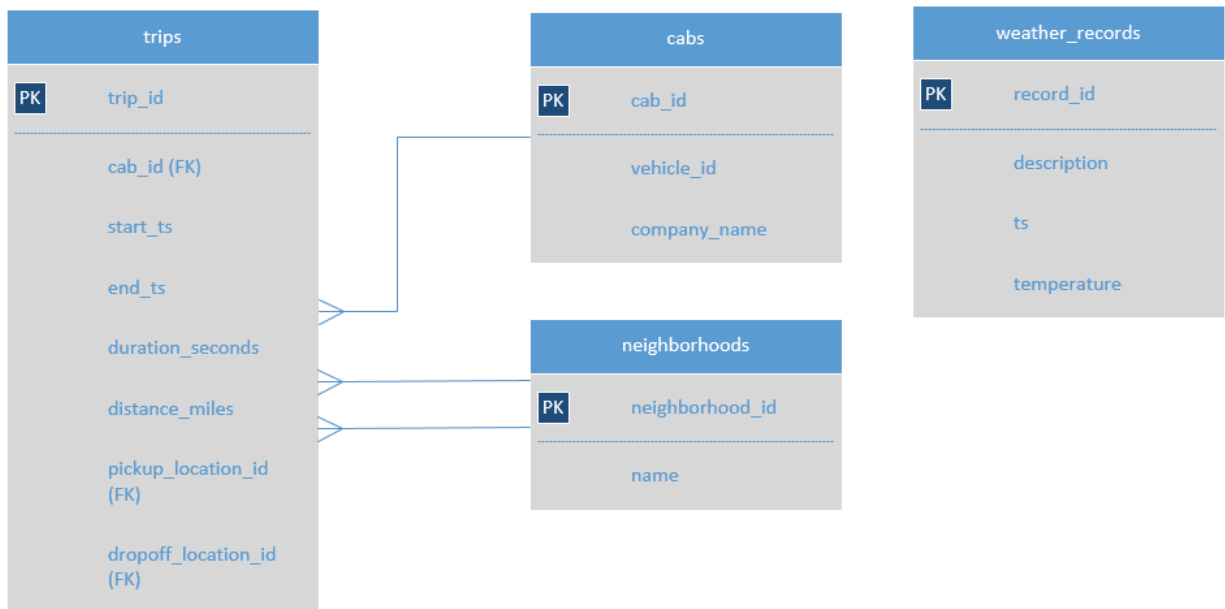 trips
PK trip_id
cab_id (FK)
start_ts
end_ts
duration_seconds
distance_miles
pickup_location_id
(FK)
dropoff_location_id
(FK)
cabs
PK cab_id
vehicle_id
company_name
neighborhoods
PK neighborhood_id
name
weather_records
PK record_id
description
ts
temperature